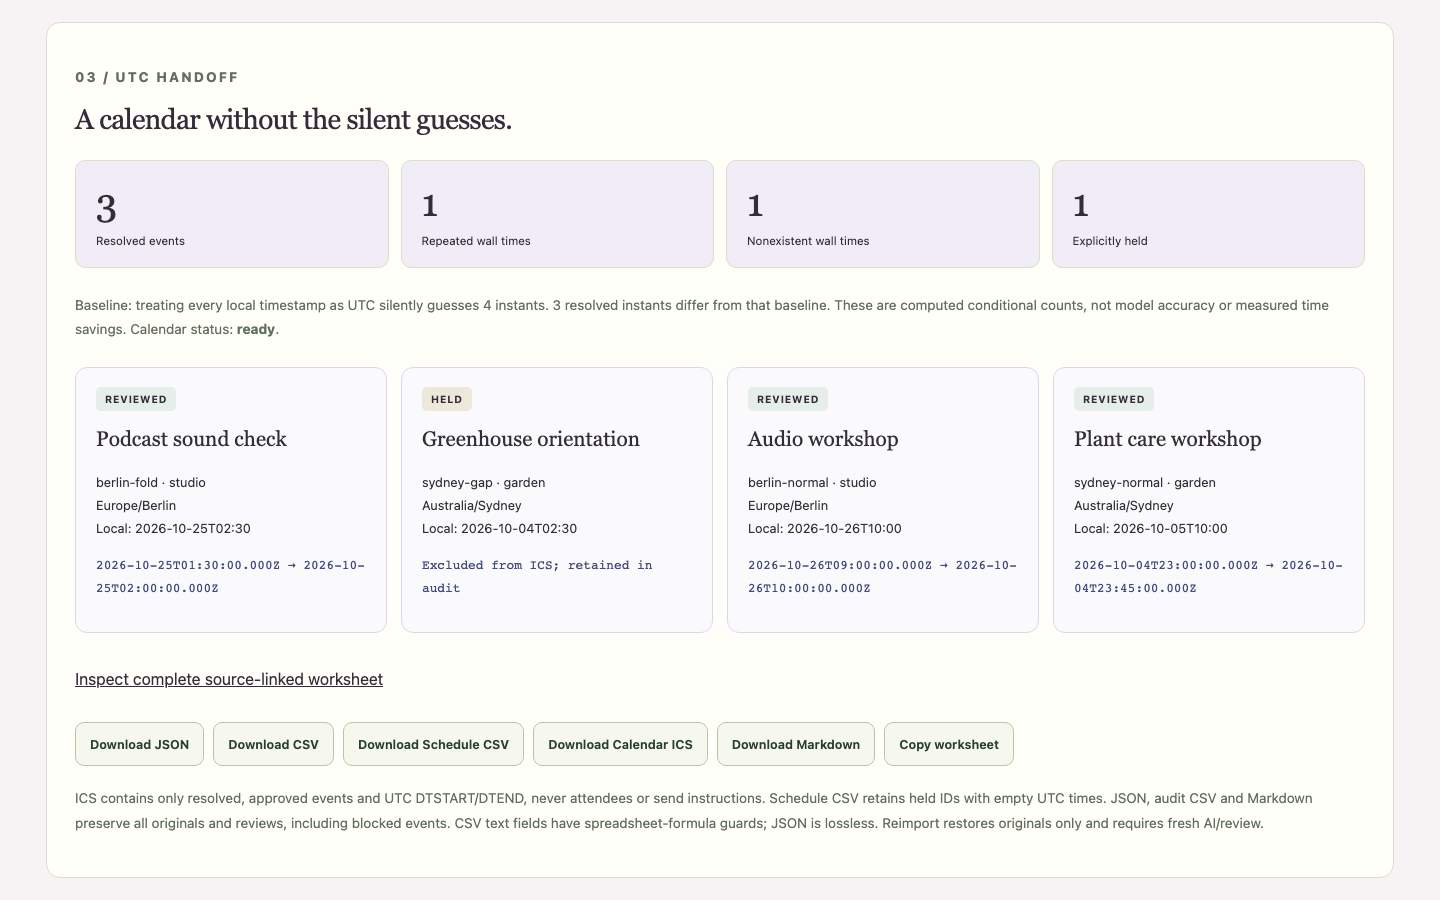 03 / UTC HANDOFF
A calendar without the silent guesses.
3
Resolved events
1
Repeated wall times
1
Nonexistent wall times
1
Explicitly held
Baseline: treating every local timestamp as UTC silently guesses 4 instants. 3 resolved instants differ from that baseline. These are computed conditional counts, not model accuracy or measured time
savings. Calendar status: ready.
REVIEWED
Podcast sound check
berlin-fold · studio
Europe/Berlin
Local: 2026-10-25T02:30
2026-10-25T01:30:00.000Z → 2026-10-
25T02:00:00.000Z
HELD
Greenhouse orientation
sydney-gap · garden
Australia/Sydney
Local: 2026-10-04T02:30
Excluded from ICS; retained in
audit
REVIEWED
Audio workshop
berlin-normal · studio
Europe/Berlin
Local: 2026-10-26T10:00
2026-10-26T09:00:00.000Z → 2026-10-
26T10:00:00.000Z
REVIEWED
Plant care workshop
sydney-normal · garden
Australia/Sydney
Local: 2026-10-05T10:00
2026-10-04T23:00:00.000Z → 2026-10-
04T23:45:00.000Z
Inspect complete source-linked worksheet
Download JSON
Download CSV
Download Schedule CSV
Download Calendar ICS
Download Markdown
Copy worksheet
ICS contains only resolved, approved events and UTC DTSTART/DTEND, never attendees or send instructions. Schedule CSV retains held IDs with empty UTC times. JSON, audit CSV and Markdown
preserve all originals and reviews, including blocked events. CSV text fields have spreadsheet-formula guards; JSON is lossless. Reimport restores originals only and requires fresh AI/review.